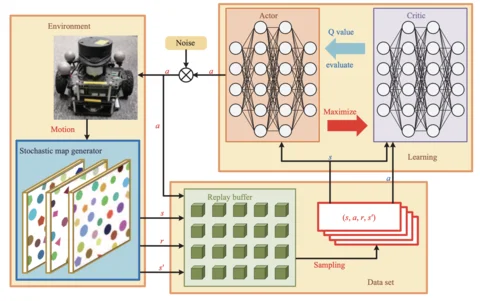 Environment
Motion
Stochastic map generator
Noise
a
a
a
Actor
Critic
Q value
evaluate
Maximize
Learning
s
a
s
r
s'
Replay buffer
(s, a, r, s')
Sampling
Data set